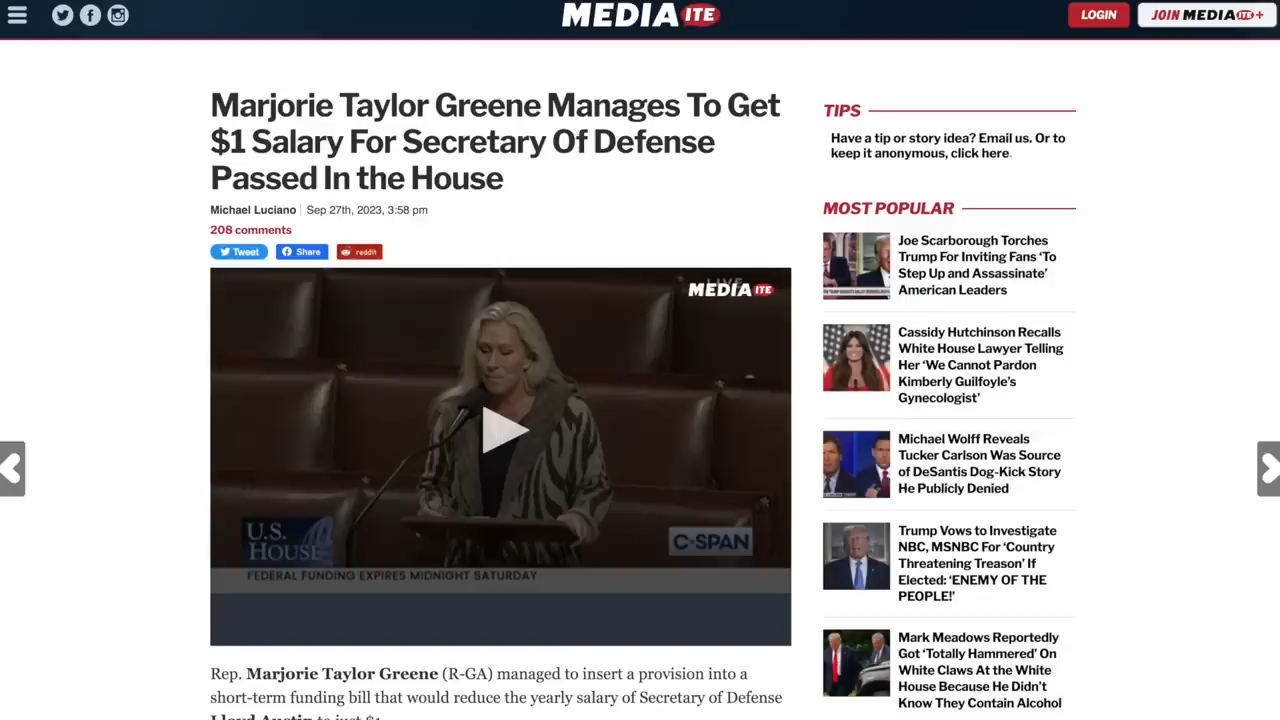 MEDIAITE
LOGIN
JOIN MEDIAITE+
Marjorie Taylor Greene Manages To Get
$1 Salary For Secretary Of Defense
Passed In the House
Michael Luciano | Sep 27th, 2023, 3:58 pm
208 comments
Tweet
Share
reddit
LIVE
MEDIAITE
U.S.
HOUSE
C-SPAN
FEDERAL FUNDING EXPIRES MIDNIGHT SATURDAY
Rep. Marjorie Taylor Greene (R-GA) managed to insert a provision into a
short-term funding bill that would reduce the yearly salary of Secretary of Defense
Lloyd Austin to just $1
TIPS
Have a tip or story idea? Email us. Or to
keep it anonymous, click here.
MOST POPULAR
Joe Scarborough Torches
Trump For Inviting Fans ‘To
Step Up and Assassinate’
American Leaders
Cassidy Hutchinson Recalls
White House Lawyer Telling
Her ‘We Cannot Pardon
Kimberly Guilfoyle’s
Gynecologist’
Michael Wolff Reveals
Tucker Carlson Was Source
of DeSantis Dog-Kick Story
He Publicly Denied
Trump Vows to Investigate
NBC, MSNBC For ‘Country
Threatening Treason’ If
Elected: ‘ENEMY OF THE
PEOPLE!’
Mark Meadows Reportedly
Got ‘Totally Hammered’ On
White Claws At the White
House Because He Didn’t
Know They Contain Alcohol